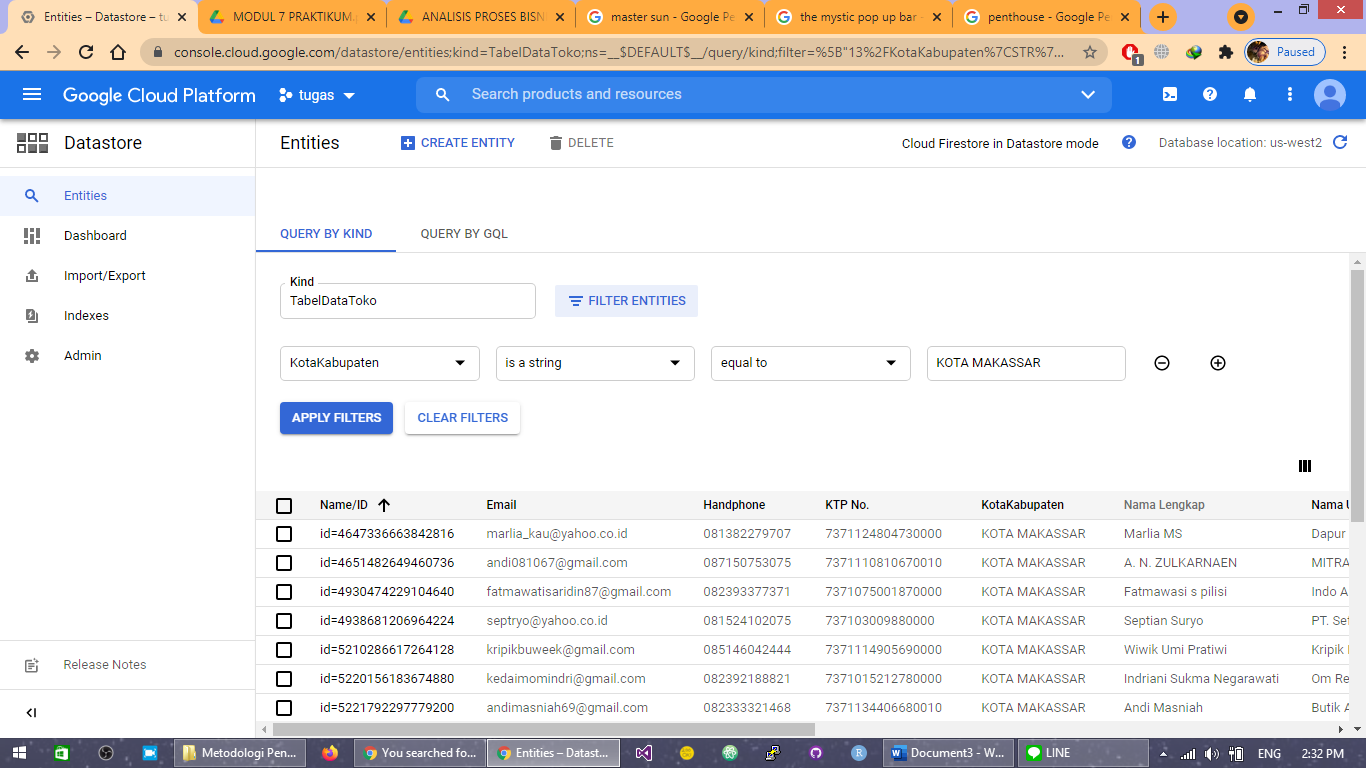 Entities – Datastore – tu
MODUL 7 PRAKTIKUM.
ANALISIS PROSES BISN
master sun - Google Pe
the mystic pop up bar -
penthouse - Google Pe
console.cloud.google.com/datastore/entities;kind=TabelDataToko;ns=__$DEFAULT$__/query/kind;filter=%5B"13%2FKotaKabupaten%7CSTR%7...
1
Paused
Google Cloud Platform
tugas
Search products and resources
Datastore
Entities
CREATE ENTITY
DELETE
Cloud Firestore in Datastore mode
Database location: us-west2
Entities
Dashboard
Import/Export
Indexes
Admin
Release Notes
QUERY BY KIND
QUERY BY GQL
Kind
TabelDataToko
FILTER ENTITIES
KotaKabupaten
is a string
equal to
KOTA MAKASSAR
APPLY FILTERS
CLEAR FILTERS
Name/ID Email Handphone KTP No. KotaKabupaten Nama Lengkap Nama U
id=4647336663842816 marlia_kau@yahoo.co.id 081382279707 7371124804730000 KOTA MAKASSAR Marlia MS Dapur
id=4651482649460736 andi081067@gmail.com 087150753075 7371110810670010 KOTA MAKASSAR A. N. ZULKARNAEN MITRA
id=4930474229104640 fatmawatisaridin87@gmail.com 082393377371 7371075001870000 KOTA MAKASSAR Fatmawasi s pilisi Indo A
id=4938681206964224 septryo@yahoo.co.id 081524102075 737103009880000 KOTA MAKASSAR Septian Suryo PT. Sef
id=5210286617264128 kripikbuweek@gmail.com 085146042444 7371114905690000 KOTA MAKASSAR Wiwik Umi Pratiwi Kripik
id=5220156183674880 kedaimomindri@gmail.com 082392188821 7371015212780000 KOTA MAKASSAR Indriani Sukma Negarawati Om Re
id=5221792297779200 andimasniah69@gmail.com 082333321468 7371134406680010 KOTA MAKASSAR Andi Masniah Butik A
Metodologi Pen...
You searched fo...
Entities – Datast...
Document3 - W...
LINE
ENG
2:32 PM